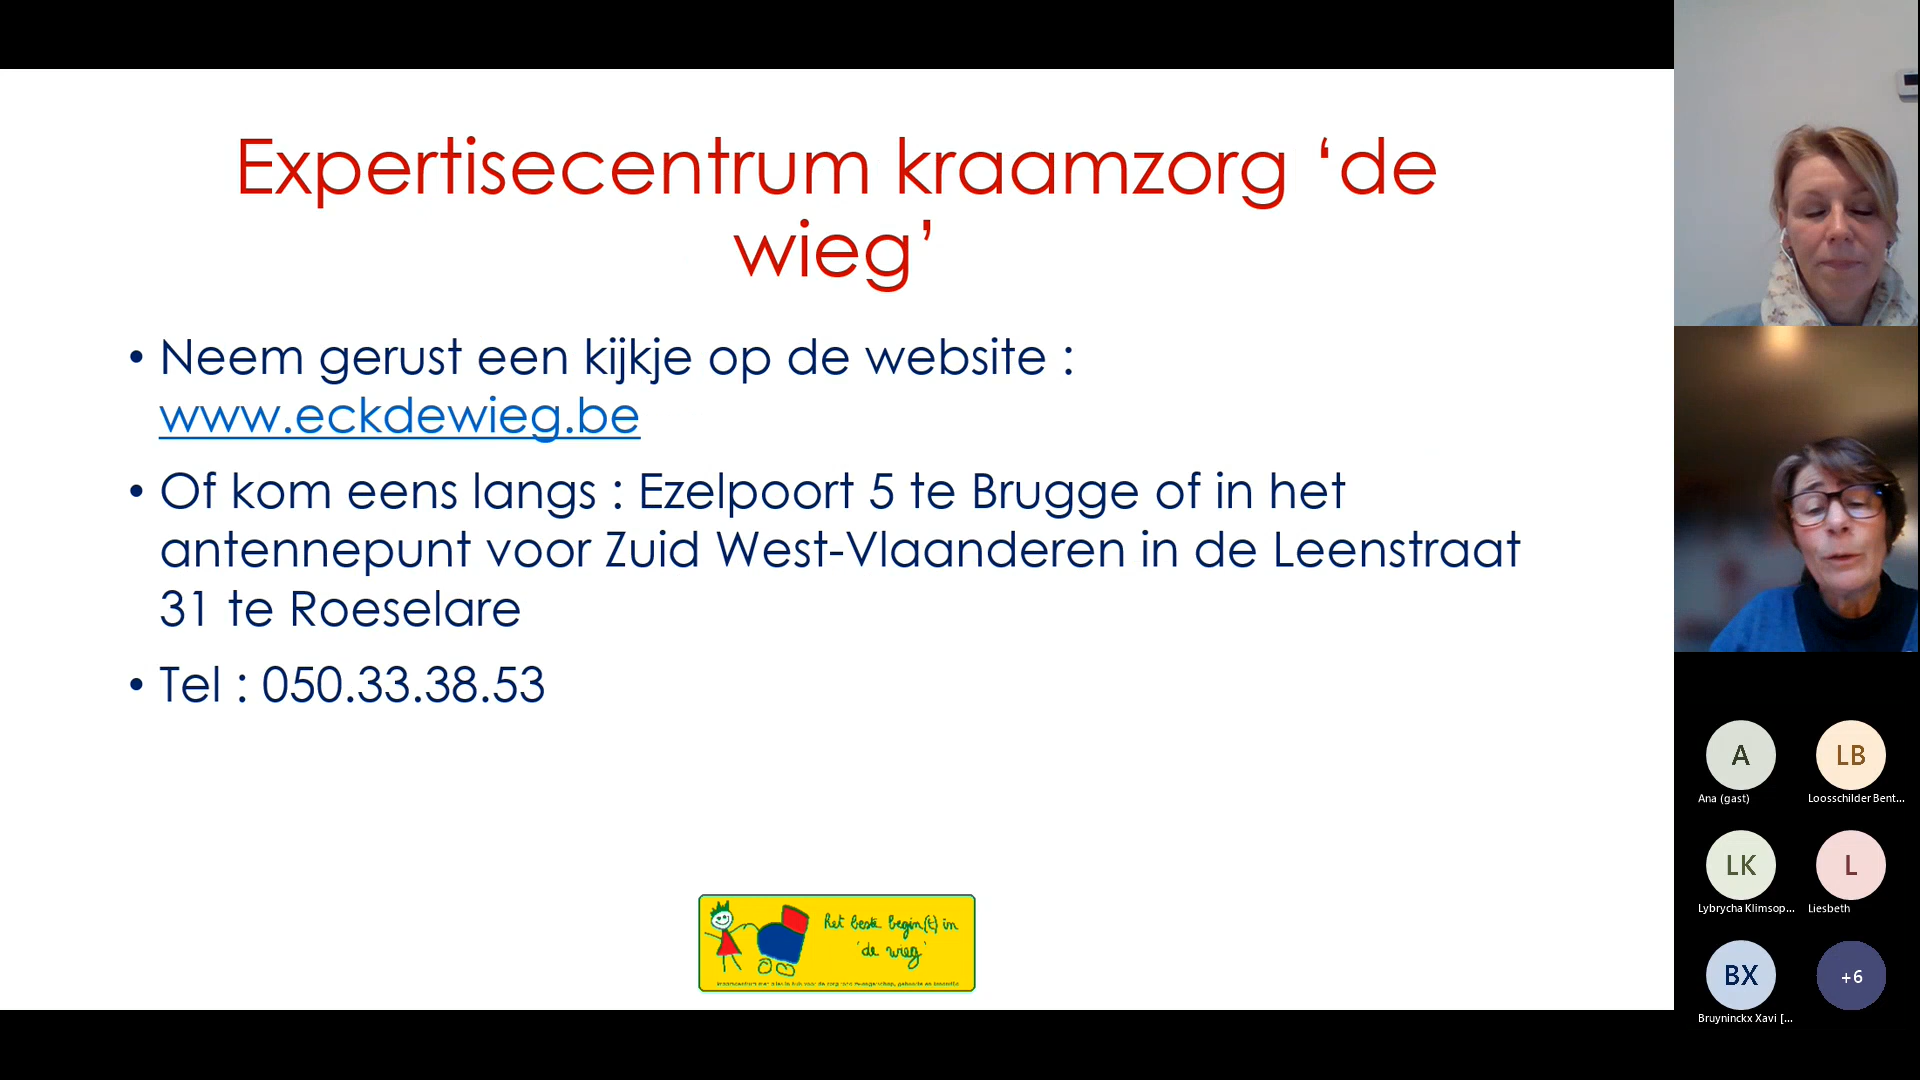 Expertisecentrum kraamzorg ‘de
wieg’
• Neem gerust een kijkje op de website :
www.eckdewieg.be
• Of kom eens langs : Ezelpoort 5 te Brugge of in het
antennepunt voor Zuid West-Vlaanderen in de Leenstraat
31 te Roeselare
• Tel : 050.33.38.53
Het beste begin(t) in
'de wieg'
A
Ana (gast)
LB
Loosschilder Bent...
LK
Lybrycha Klimsop...
L
Liesbeth
BX
Bruyninckx Xavi [...
+6